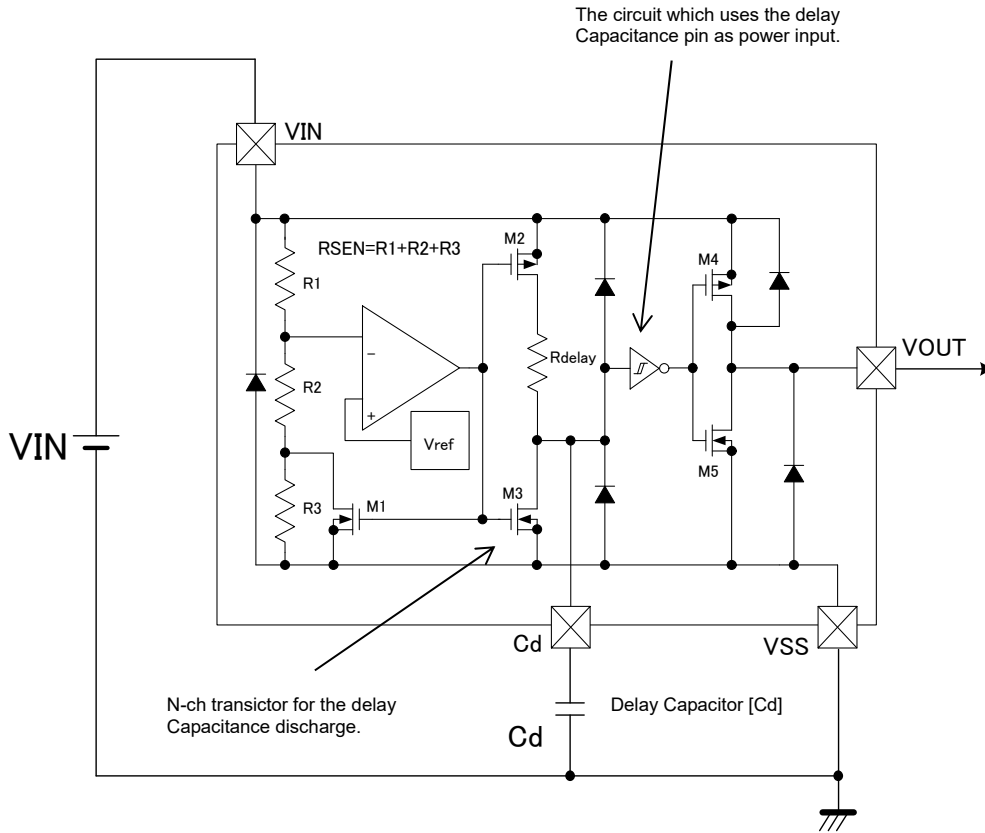 The circuit which uses the delay
Capacitance pin as power input.
VIN
RSEN=R1+R2+R3
M2
M4
R1
Rdelay
VOUT
−
R2
+
Vref
VIN
M5
R3
M1
M3
Cd
VSS
N-ch transictor for the delay
Capacitance discharge.
Delay Capacitor [Cd]
Cd